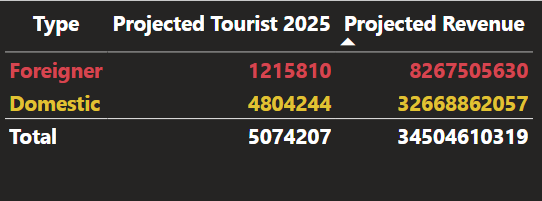 Type Projected Tourist 2025 Projected Revenue
Foreigner 1215810 8267505630
Domestic 4804244 32668862057
Total 5074207 34504610319